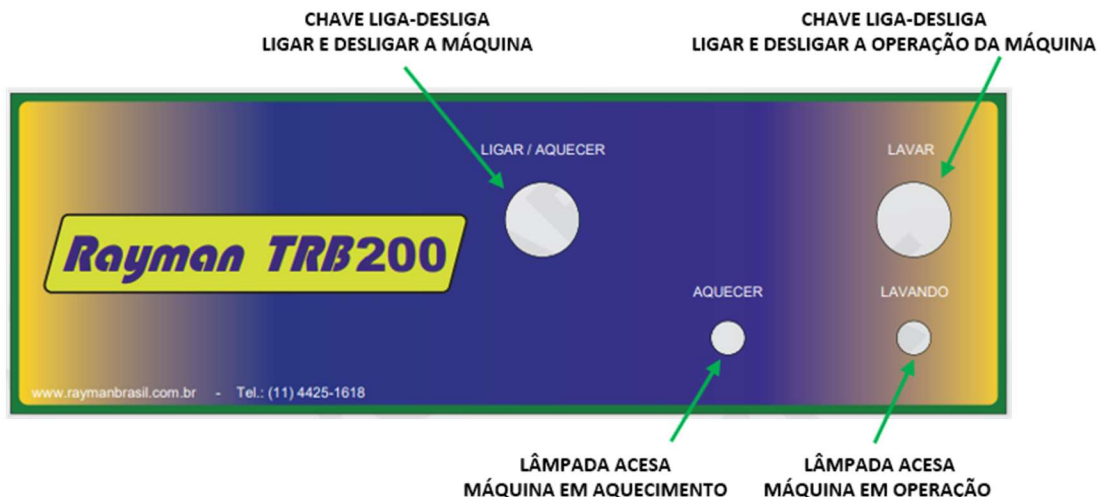 CHAVE LIGA-DESLIGA
LIGAR E DESLIGAR A MÁQUINA
CHAVE LIGA-DESLIGA
LIGAR E DESLIGAR A OPERAÇÃO DA MÁQUINA
LIGAR / AQUECER
LAVAR
Rayman TRB200
AQUECER
LAVANDO
www.raymanbrasil.com.br - Tel.: (11) 4425-1618
LÂMPADA ACESA
MÁQUINA EM AQUECIMENTO
LÂMPADA ACESA
MÁQUINA EM OPERAÇÃO